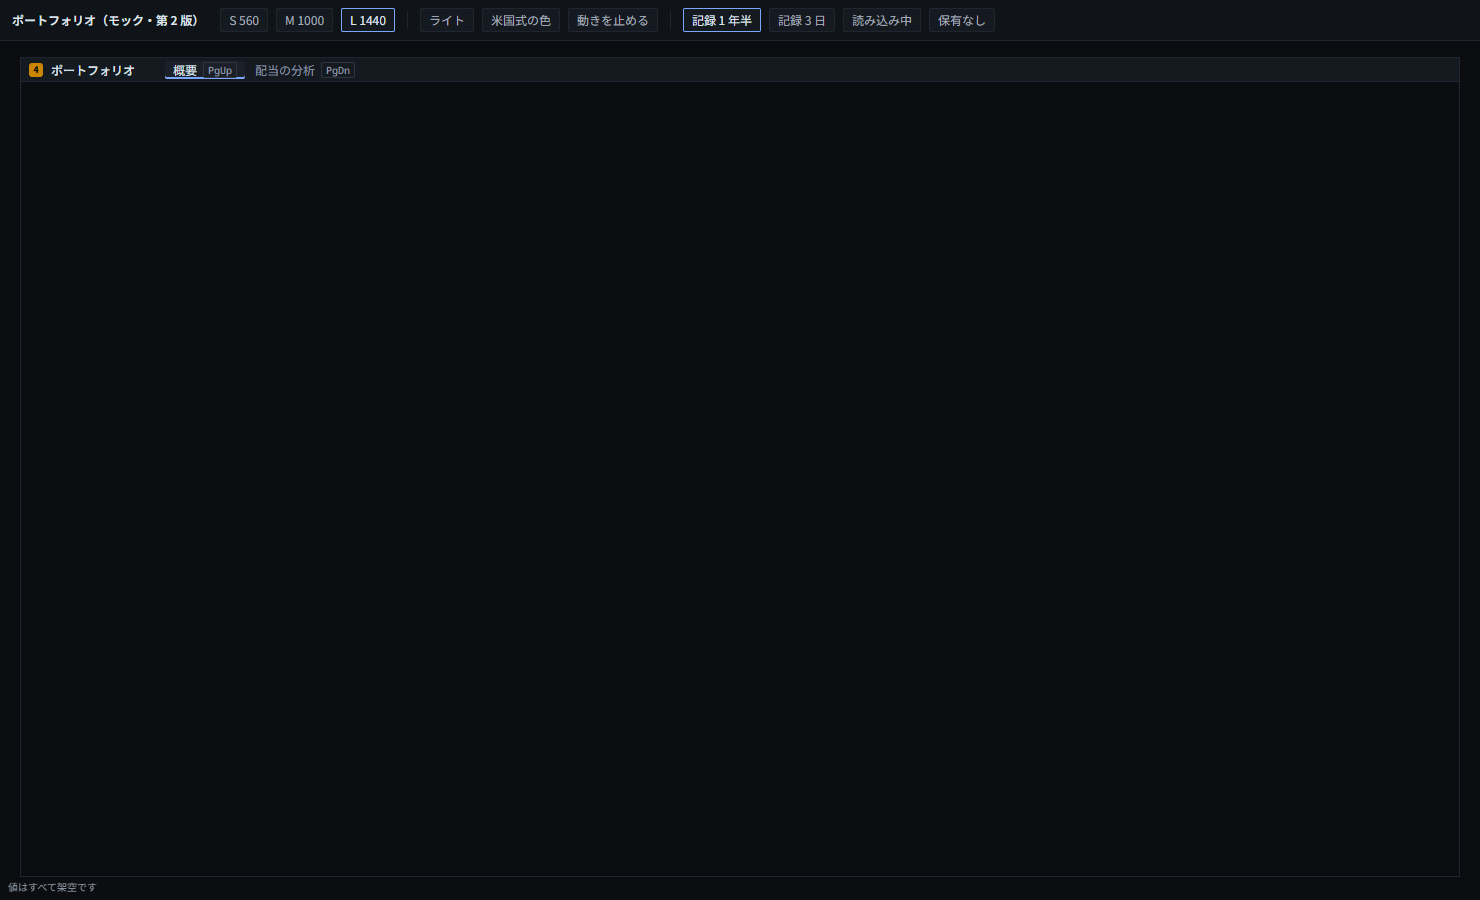 ポートフォリオ（モック・第 2 版） S 560 M 1000 L 1440 ライト 米国式の色 動きを止める 記録 1 年半 記録 3 日 読み込み中 保有なし
4 ポートフォリオ 概要 PgUp 配当の分析 PgDn
値はすべて架空です